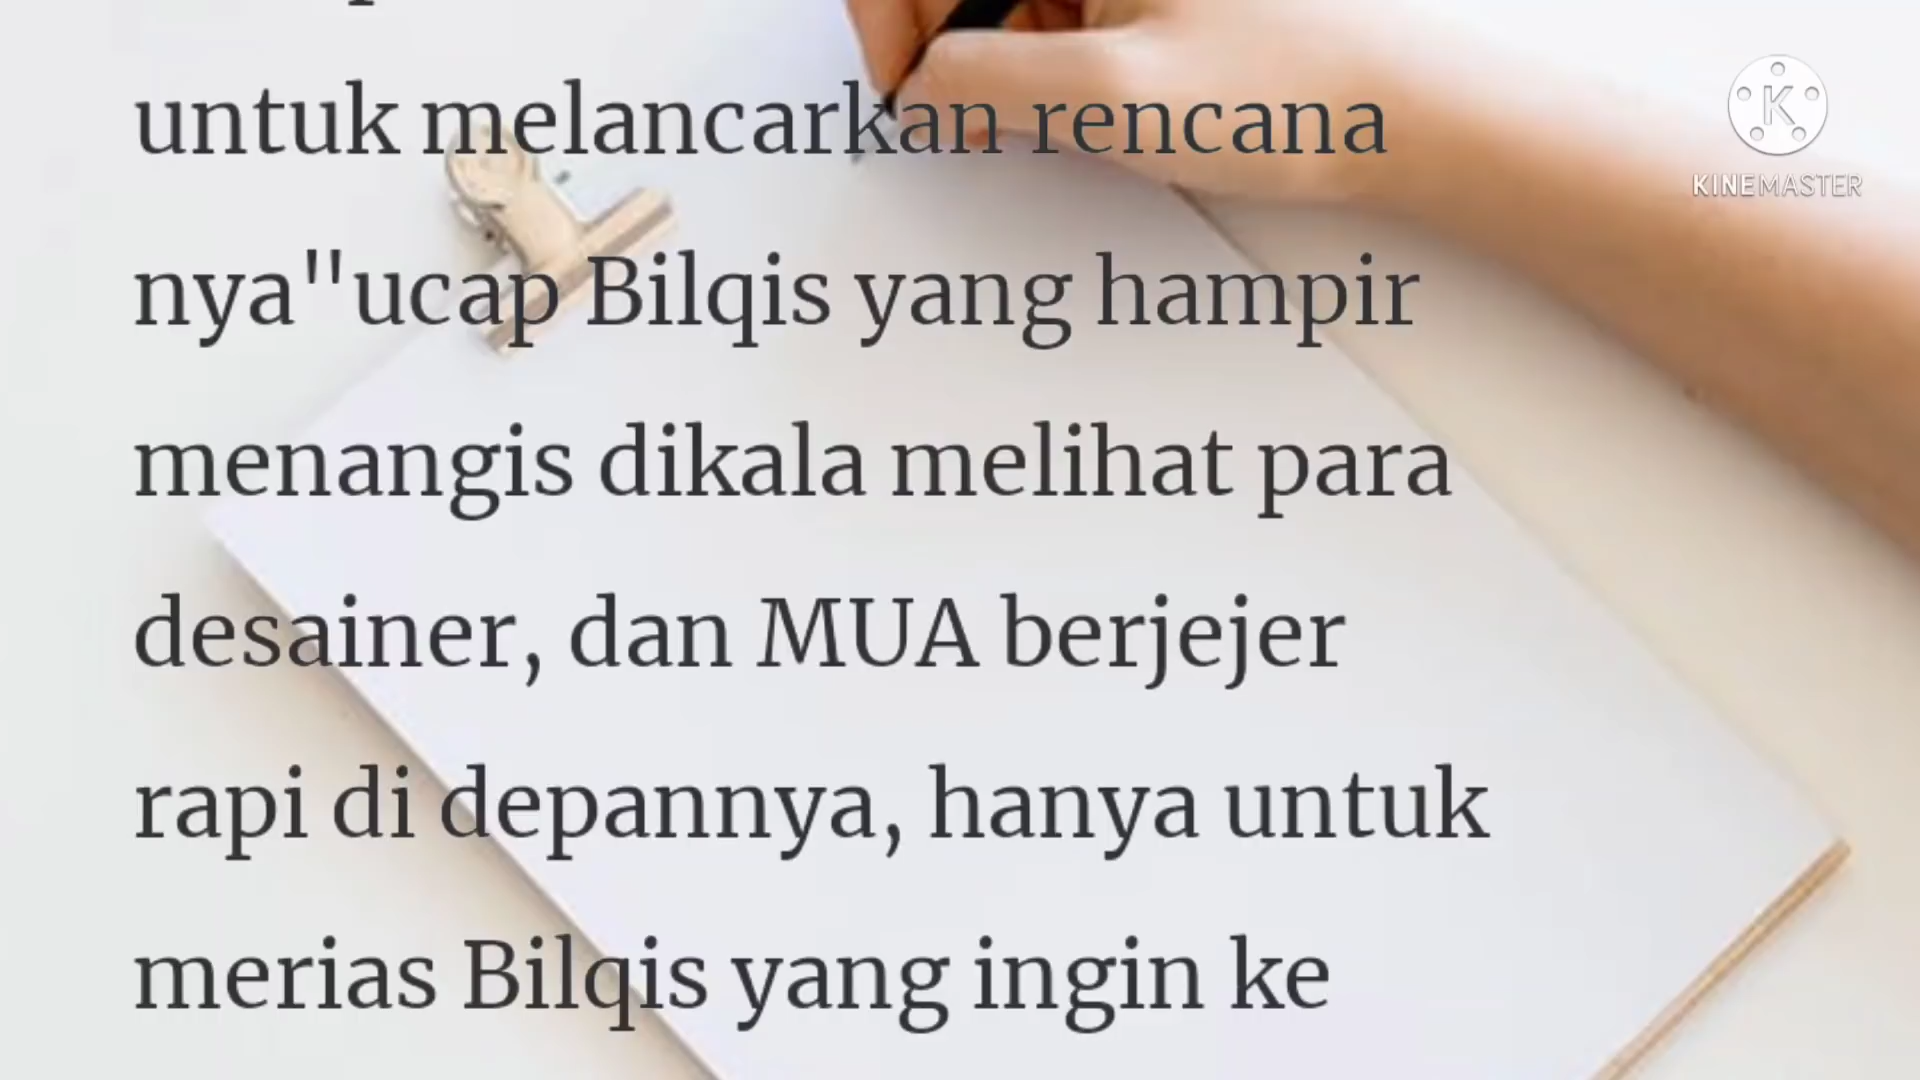 untuk melancarkan rencana
nya"ucap Bilqis yang hampir
menangis dikala melihat para
desainer, dan MUA berjejer
rapi di depannya, hanya untuk
merias Bilqis yang ingin ke
K
KINEMASTER